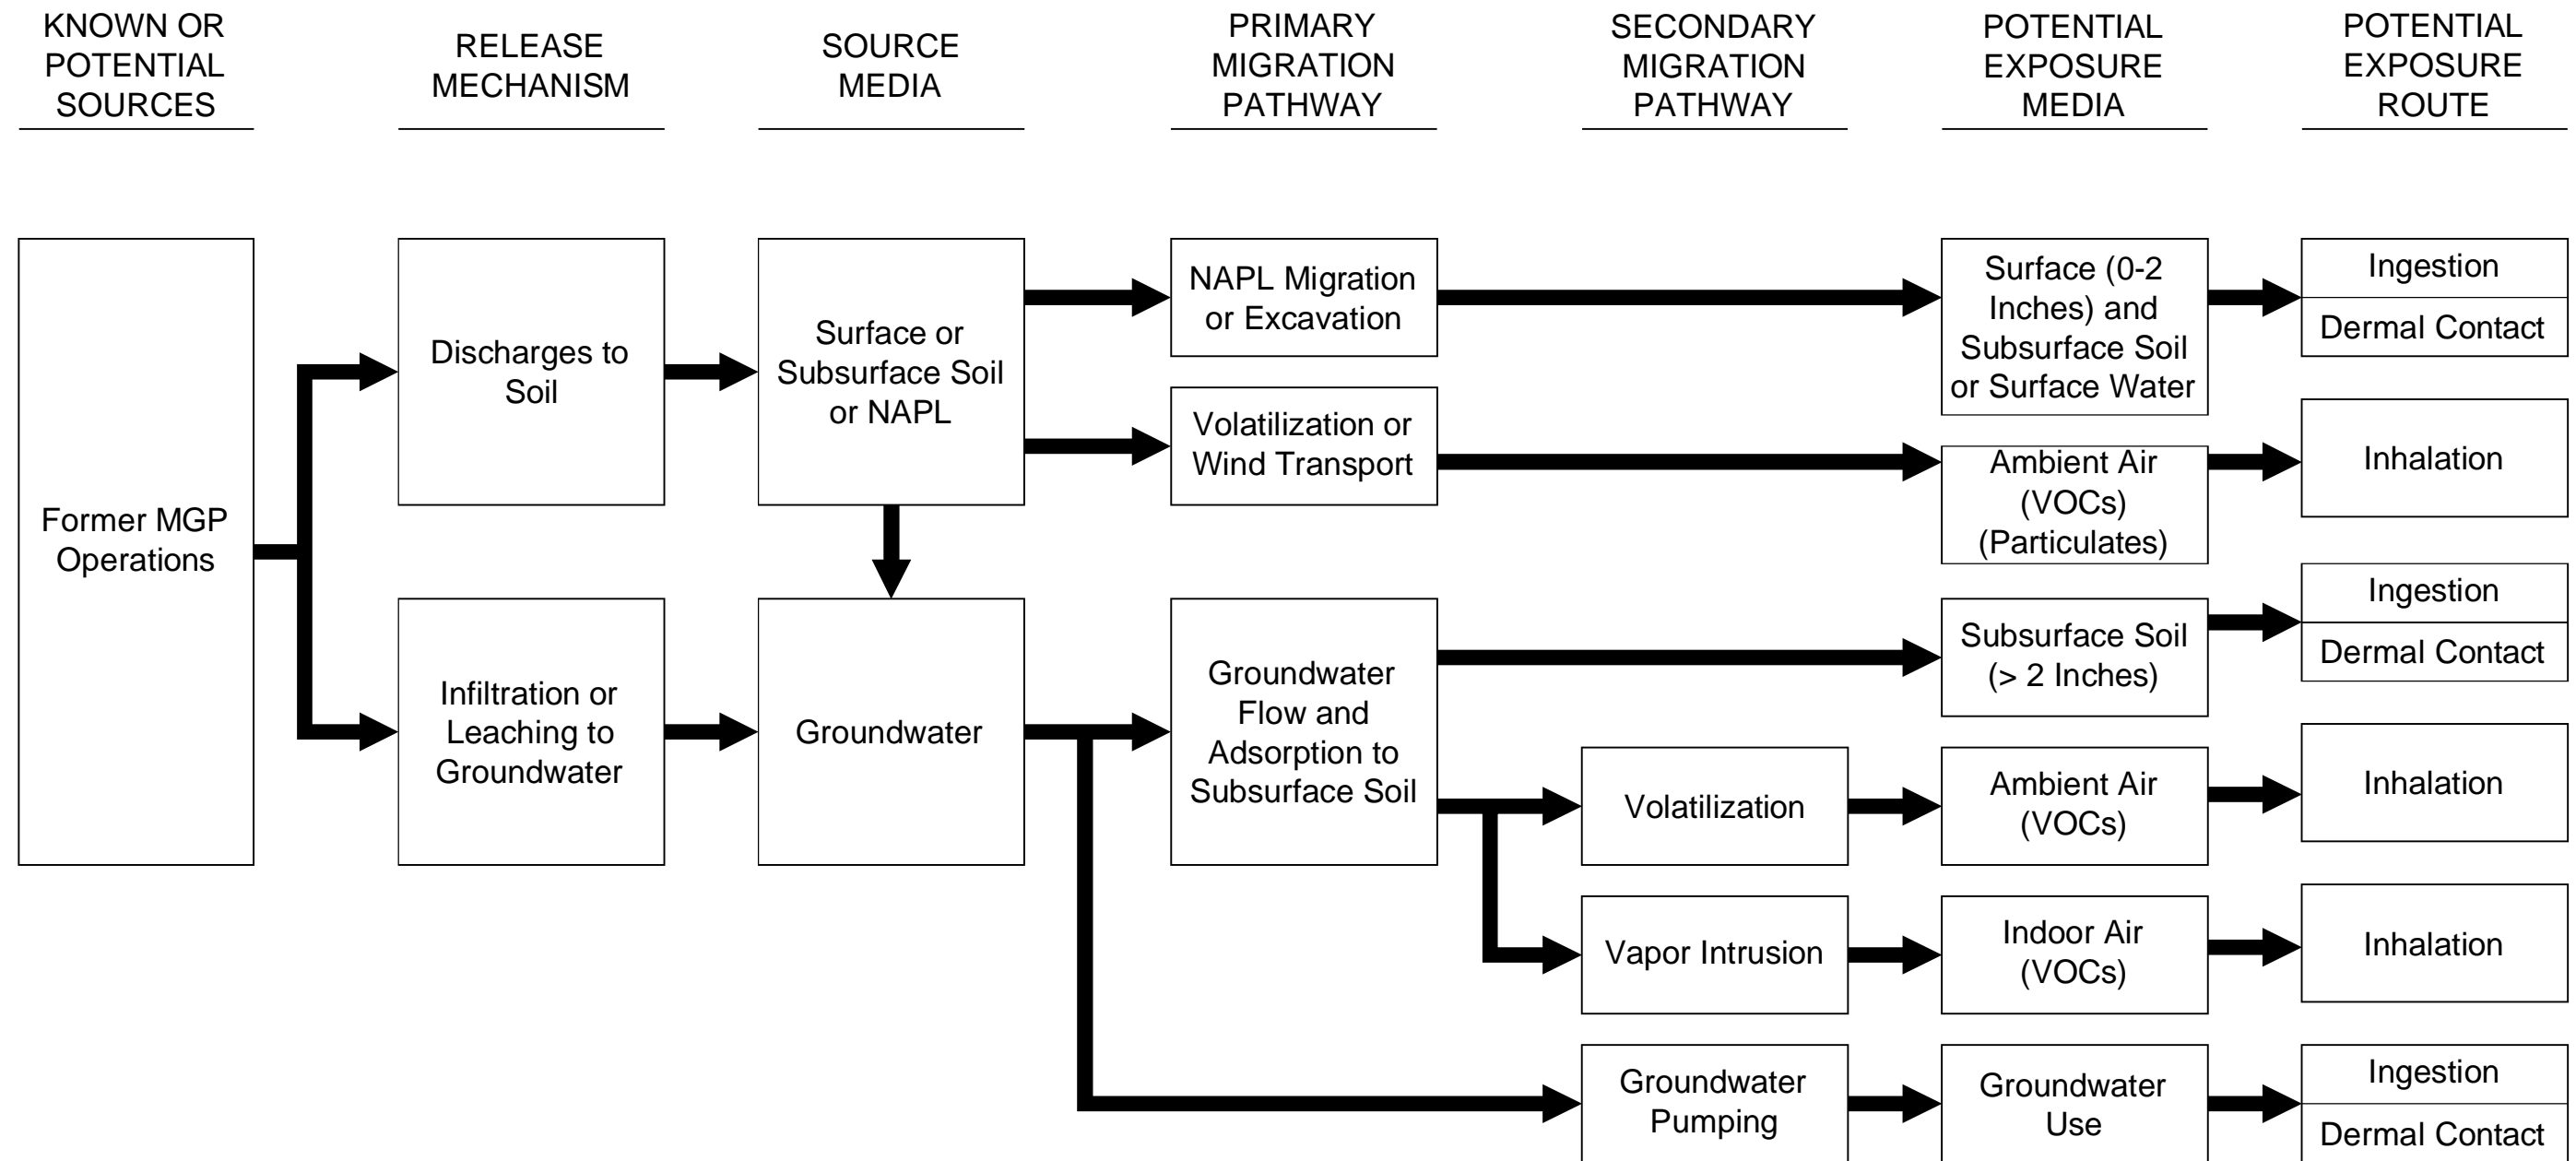 KNOWN OR
POTENTIAL
SOURCES
RELEASE
MECHANISM
SOURCE
MEDIA
PRIMARY
MIGRATION
PATHWAY
SECONDARY
MIGRATION
PATHWAY
POTENTIAL
EXPOSURE
MEDIA
POTENTIAL
EXPOSURE
ROUTE
Former MGP
Operations
Discharges to
Soil
Infiltration or
Leaching to
Groundwater
Surface or
Subsurface Soil
or NAPL
Groundwater
NAPL Migration
or Excavation
Volatilization or
Wind Transport
Groundwater
Flow and
Adsorption to
Subsurface Soil
Volatilization
Vapor Intrusion
Groundwater
Pumping
Surface (0-2
Inches) and
Subsurface Soil
or Surface Water
Ambient Air
(VOCs)
(Particulates)
Subsurface Soil
(> 2 Inches)
Ambient Air
(VOCs)
Indoor Air
(VOCs)
Groundwater
Use
Ingestion
Dermal Contact
Inhalation
Ingestion
Dermal Contact
Inhalation
Inhalation
Ingestion
Dermal Contact